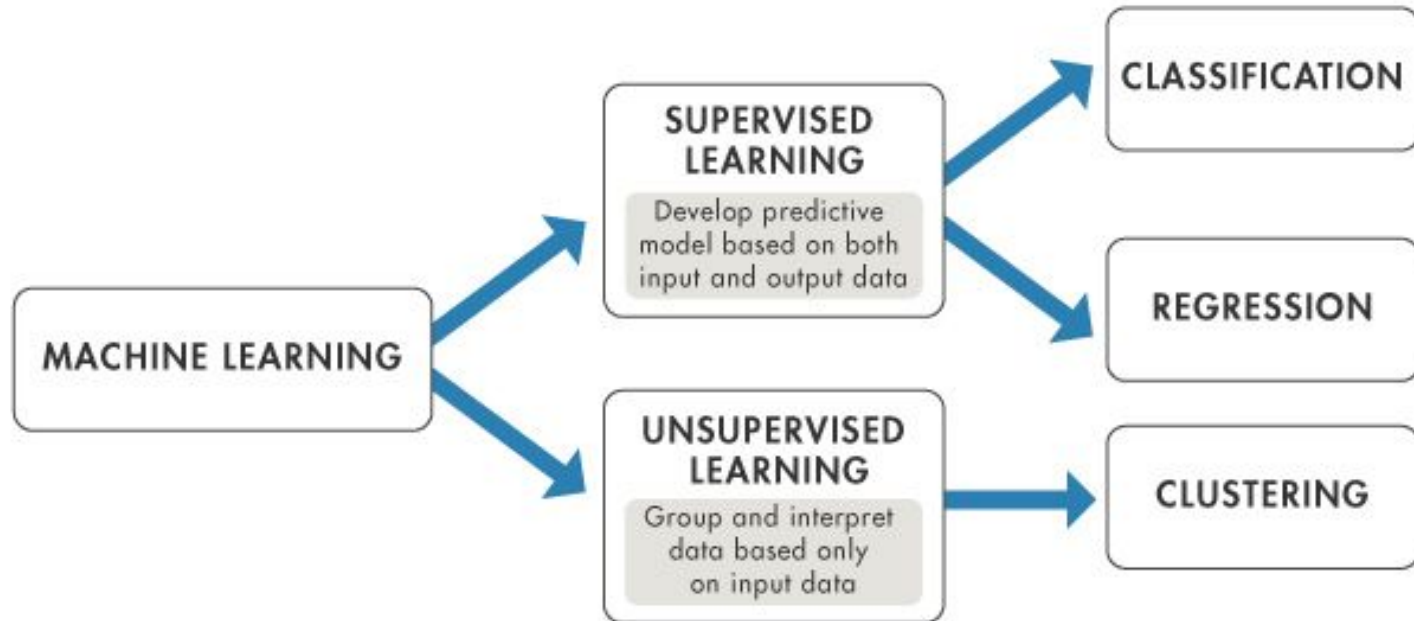 MACHINE LEARNING
SUPERVISED
LEARNING
Develop predictive
model based on both
input and output data
UNSUPERVISED
LEARNING
Group and interpret
data based only
on input data
CLASSIFICATION
REGRESSION
CLUSTERING